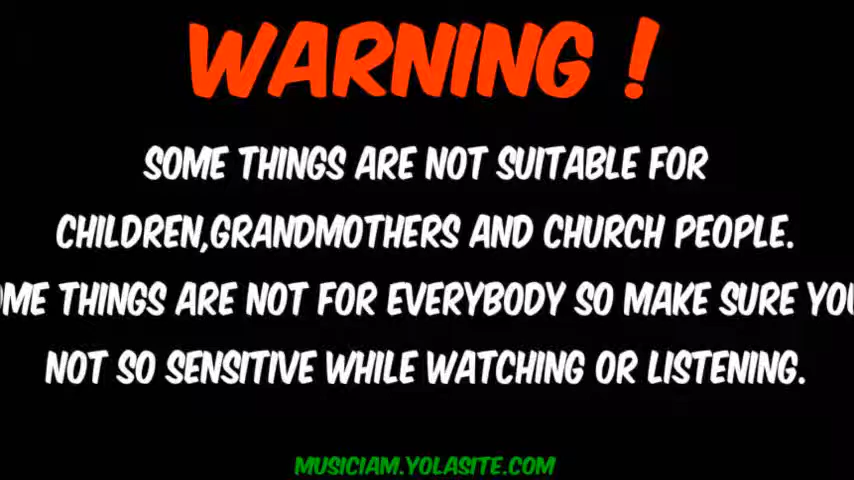 WARNING !
SOME THINGS ARE NOT SUITABLE FOR
CHILDREN,GRANDMOTHERS AND CHURCH PEOPLE.
OME THINGS ARE NOT FOR EVERYBODY SO MAKE SURE YOU
NOT SO SENSITIVE WHILE WATCHING OR LISTENING.
MUSICIAM.YOLASITE.COM